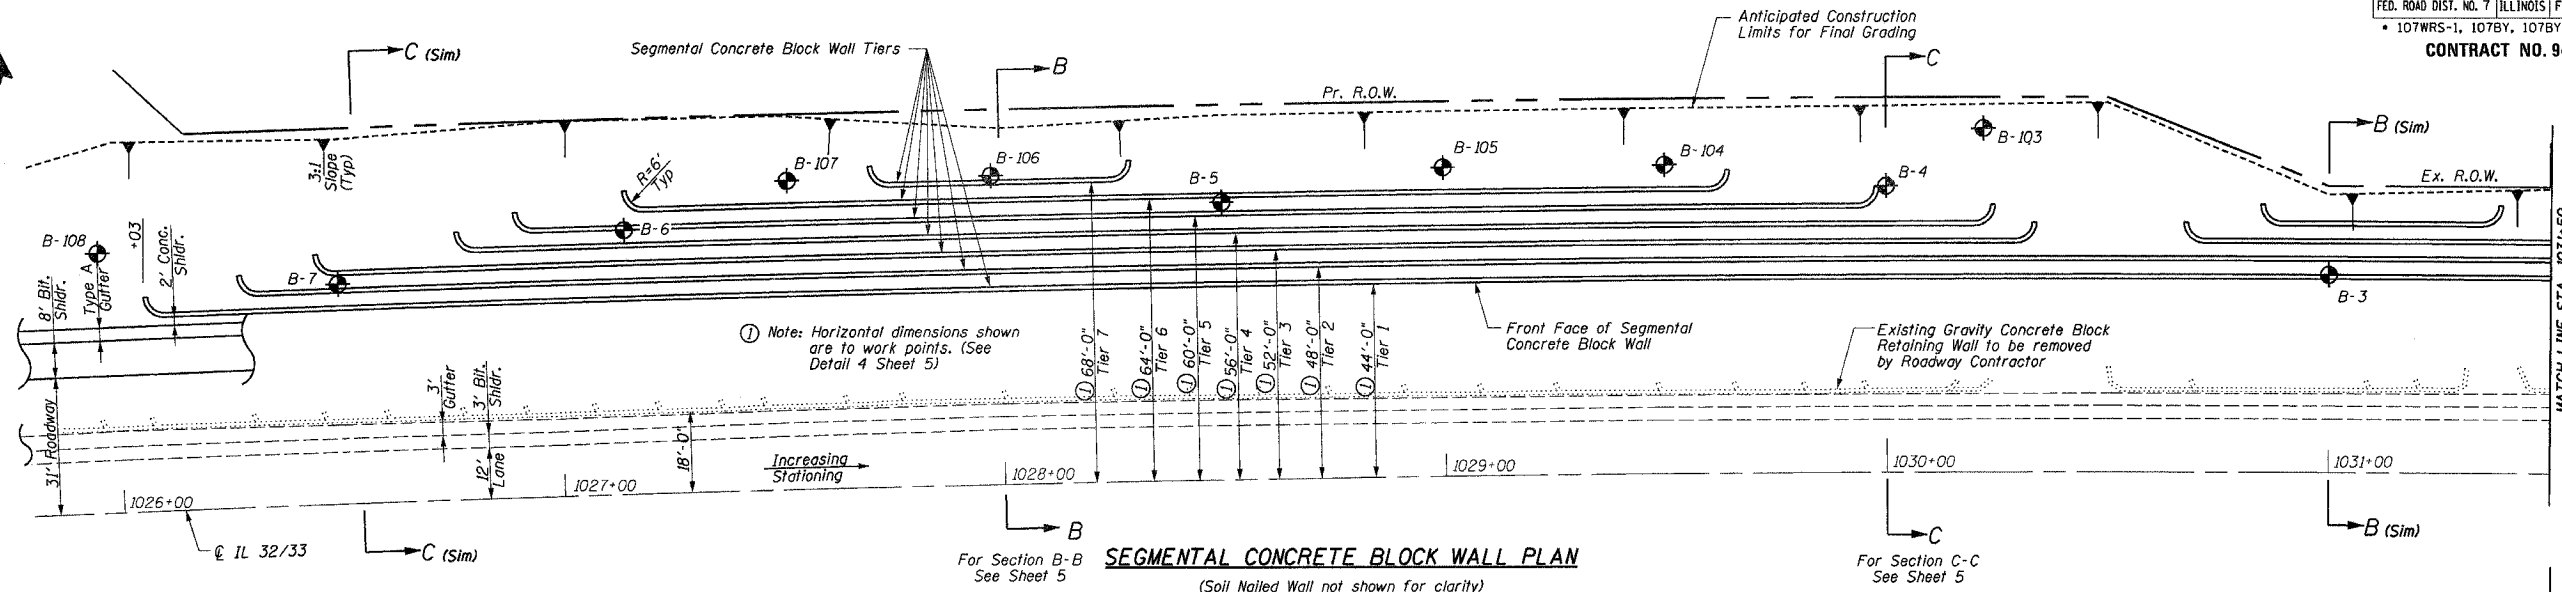 FED. ROAD DIST. NO. 7 ILLINOIS
* 107WRS-1, 107BY, 107BY
CONTRACT NO. 9
Anticipated Construction
Limits for Final Grading
Segmental Concrete Block Wall Tiers
C (Sim)
B
C
Pr. R.O.W.
B (Sim)
Ex. R.O.W.
3:1
Slope
(Typ)
R=6'
Typ
B-107
B-106
B-105
B-104
B-103
B-5
B-4
B-6
B-108
B-7
B-3
+03
2' Conc.
Shldr.
Type A
Gutter
8' Bit.
Shldr.
31' Roadway
① Note: Horizontal dimensions shown
are to work points. (See
Detail 4 Sheet 5)
① 68'-0"
Tier 7
① 64'-0"
Tier 6
① 60'-0"
Tier 5
① 56'-0"
Tier 4
① 52'-0"
Tier 3
① 48'-0"
Tier 2
① 44'-0"
Tier 1
Front Face of Segmental
Concrete Block Wall
Existing Gravity Concrete Block
Retaining Wall to be removed
by Roadway Contractor
3'
Gutter
3' Bit.
Shldr.
12'
Lane
18'-0"
Increasing
Stationing
1026+00
1027+00
1028+00
1029+00
1030+00
1031+00
℄ IL 32/33
C (Sim)
B
C
B (Sim)
For Section B-B
See Sheet 5
For Section C-C
See Sheet 5
SEGMENTAL CONCRETE BLOCK WALL PLAN
(Soil Nailed Wall not shown for clarity)